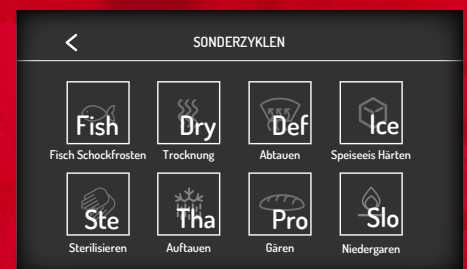 SONDERZYKLEN
Fish Dry Def Ice
Fisch Schockfrosten Trocknung Abtauen Speiseeis Härten
Ste Tha Pro Slo
Sterilisieren Auftauen Gären Niedergaren